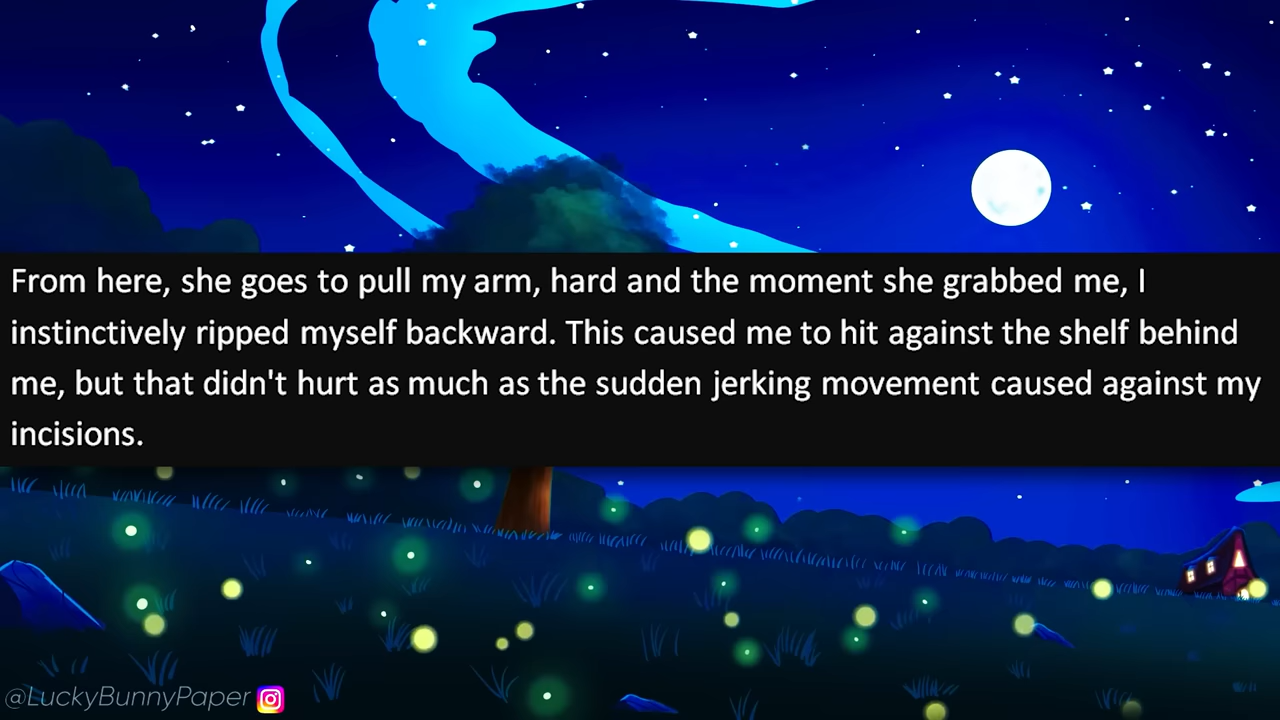 From here, she goes to pull my arm, hard and the moment she grabbed me, I
instinctively ripped myself backward. This caused me to hit against the shelf behind
me, but that didn't hurt as much as the sudden jerking movement caused against my
incisions.
@LuckyBunnyPaper